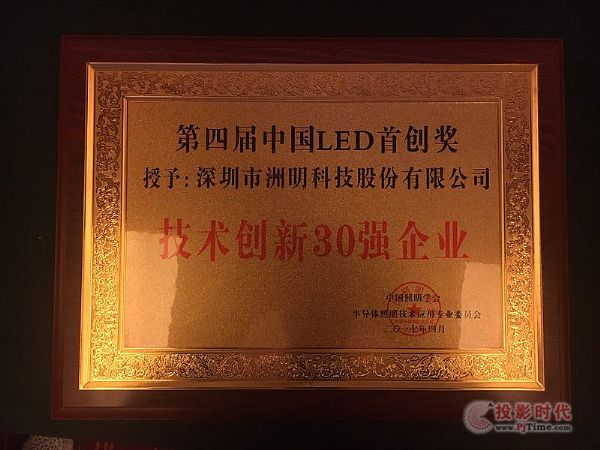 第四届中国LED首创奖
授予:深圳市洲明科技股份有限公司
技术创新30强企业
中国照明学会
半导体照明技术应用专业委员会
二〇一七年四月
投影时代
www.PjTime.com